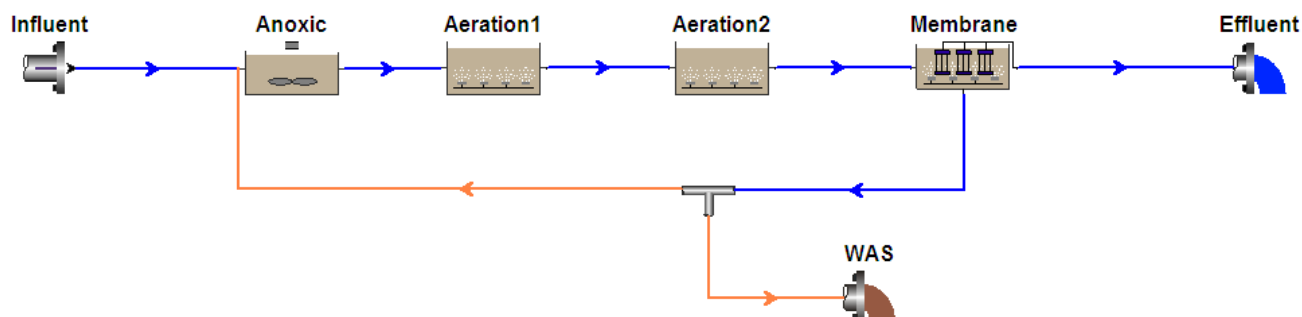 Influent
Anoxic
Aeration1
Aeration2
Membrane
Effluent
WAS